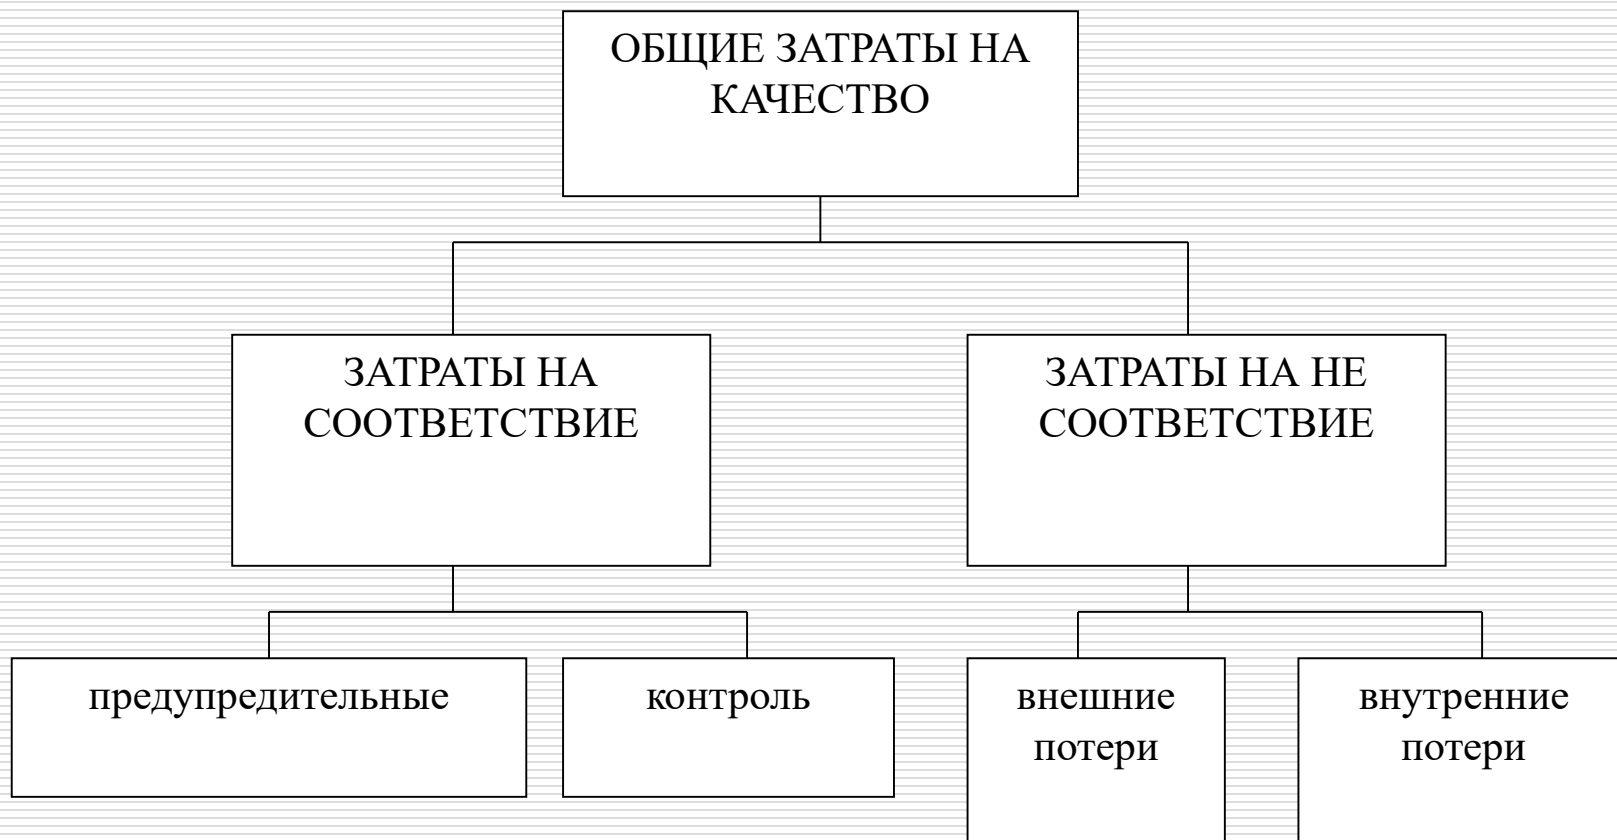 ОБЩИЕ ЗАТРАТЫ НА
КАЧЕСТВО
ЗАТРАТЫ НА
СООТВЕТСТВИЕ
ЗАТРАТЫ НА НЕ
СООТВЕТСТВИЕ
предупредительные
контроль
внешние
потери
внутренние
потери